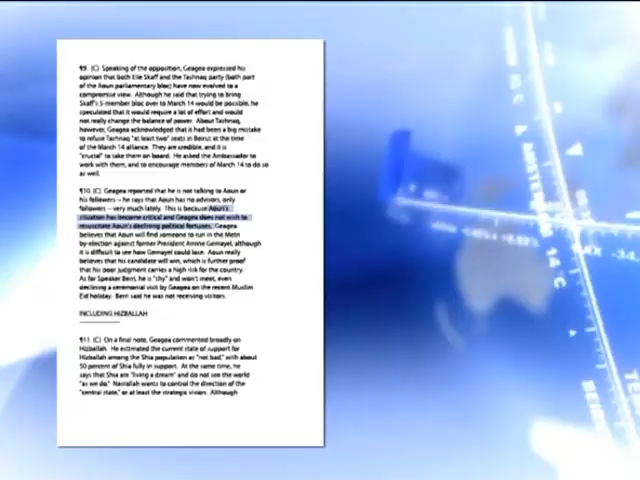 ¶9. (C) Speaking of the opposition, Geagea expressed his
opinion that both Elie Skaff and the Tashnaq party (both part
of the Aoun parliamentary bloc) have now evolved to a
compromise view. Although he said that trying to bring
Skaff's 5-member bloc over to March 14 would be possible, he
speculated that it would require a lot of effort and would
not really change the balance of power. About Tashnaq,
however, Geagea acknowledged that it had been a big mistake
to refuse Tashnaq "at least two" seats in Beirut at the time
of the March 14 alliance. They are credible, and it is
"crucial" to take them on board. He asked the Ambassador to
work with them, and to encourage members of March 14 to do so
as well.
¶10. (C) Geagea reported that he is not talking to Aoun or
his followers -- he says that Aoun has no advisors, only
followers -- very much lately. This is because Aoun's
situation has become critical and Geagea does not wish to
resuscitate Aoun's declining political fortunes. Geagea
believes that Aoun will find someone to run in the Metn
by-election against former President Amine Gemayel, although
it is difficult to see how Gemayel could lose. Aoun really
believes that his candidate will win, which is further proof
that his poor judgment carries a high risk for the country.
As for Speaker Berri, he is "shy" and won't meet, even
declining a ceremonial visit by Geagea on the recent Muslim
Eid holiday. Berri said he was not receiving visitors.
INCLUDING HIZBALLAH
¶11. (C) On a final note, Geagea commented broadly on
Hizballah. He estimated the current state of support for
Hizballah among the Shia population as "not bad," with about
50 percent of Shia fully in support. At the same time, he
says that Shia are "living a dream" and do not see the world
"as we do." Nasrallah wants to control the direction of the
"central state," or at least the strategic vision. Although